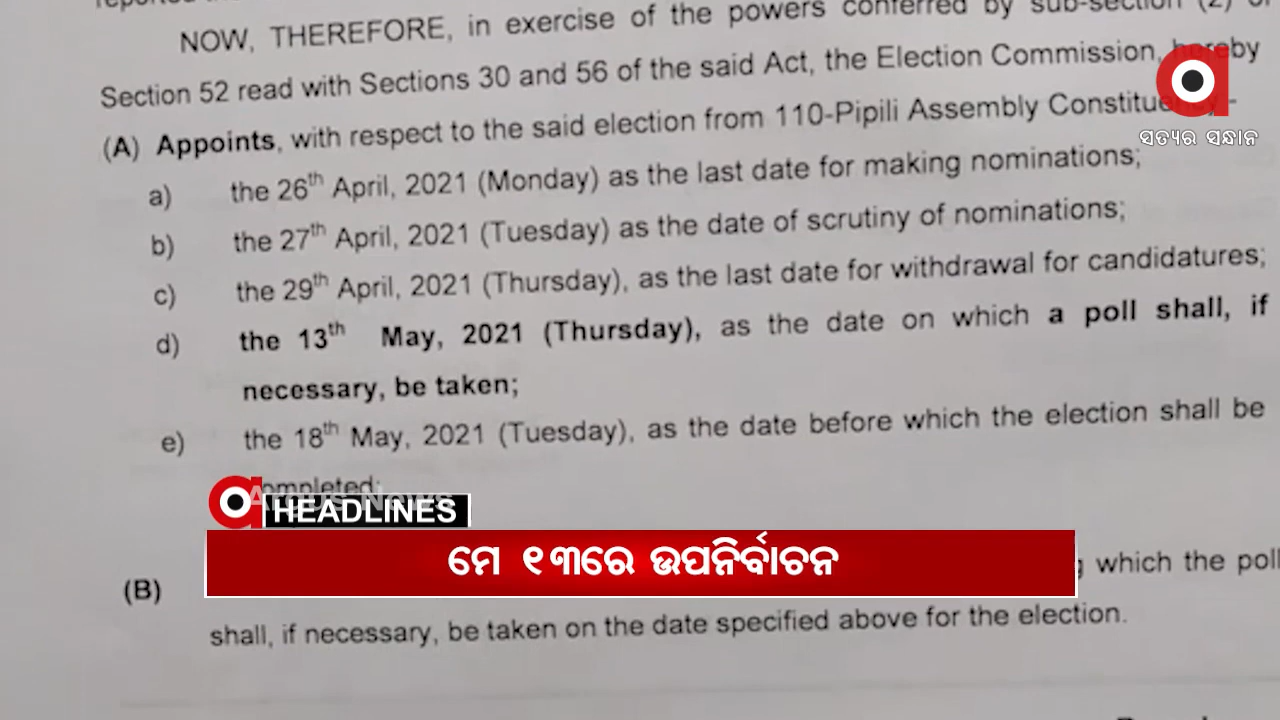 NOW, THEREFORE, in exercise of the powers conferred by sub-section (2) of
Section 52 read with Sections 30 and 56 of the said Act, the Election Commission, hereby
(A) Appoints, with respect to the said election from 110-Pipili Assembly Constituency,-
ସତ୍ୟର ସନ୍ଧାନ
a) the 26th April, 2021 (Monday) as the last date for making nominations;
b) the 27th April, 2021 (Tuesday) as the date of scrutiny of nominations;
c) the 29th April, 2021 (Thursday), as the last date for withdrawal for candidatures;
d) the 13th May, 2021 (Thursday), as the date on which a poll shall, if
necessary, be taken;
e) the 18th May, 2021 (Tuesday), as the date before which the election shall be
completed;
Argus News
HEADLINES
ମେ ୧୩ରେ ଉପନିର୍ବାଚନ
(B) which the poll
shall, if necessary, be taken on the date specified above for the election.